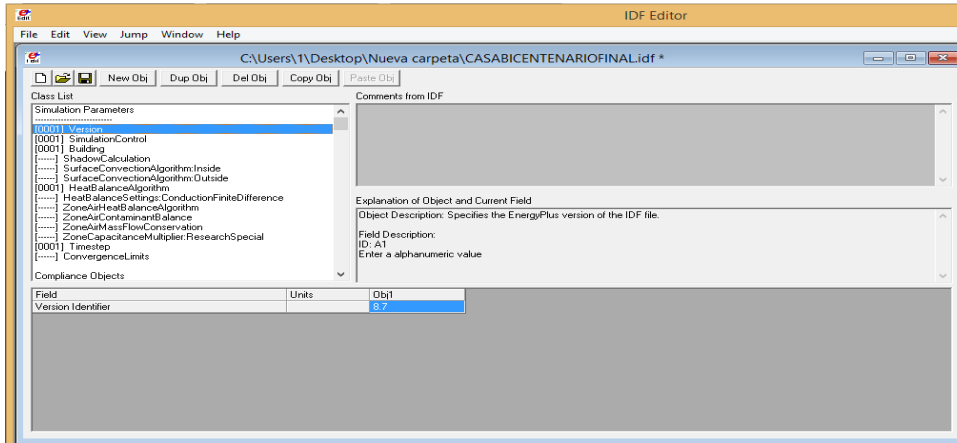 IDF Editor
File Edit View Jump Window Help
C:\Users\1\Desktop\Nueva carpeta\CASABICENTENARIOFINAL.idf *
New Obj Dup Obj Del Obj Copy Obj Paste Obj
Class List
Comments from IDF
Simulation Parameters
------------------------
[0001] Version
[0001] SimulationControl
[0001] Building
[------] ShadowCalculation
[------] SurfaceConvectionAlgorithm:Inside
[------] SurfaceConvectionAlgorithm:Outside
[0001] HeatBalanceAlgorithm
[------] HeatBalanceSettings:ConductionFiniteDifference
[------] ZoneAirHeatBalanceAlgorithm
[------] ZoneAirContaminantBalance
[------] ZoneAirMassFlowConservation
[------] ZoneCapacitanceMultiplier:ResearchSpecial
[0001] Timestep
[------] ConvergenceLimits
Compliance Objects
Explanation of Object and Current Field
Object Description: Specifies the EnergyPlus version of the IDF file.
Field Description:
ID: A1
Enter a alphanumeric value
Field Units Obj1
Version Identifier 8.7